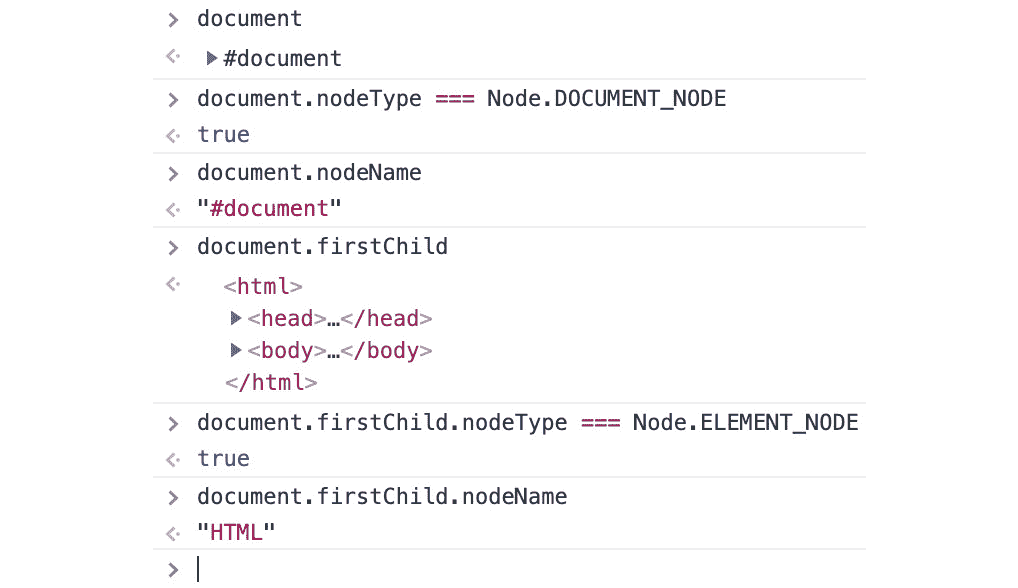 document
#document
document.nodeType === Node.DOCUMENT_NODE
true
document.nodeName
"#document"
document.firstChild
<html>
<head>…</head>
<body>…</body>
</html>
document.firstChild.nodeType === Node.ELEMENT_NODE
true
document.firstChild.nodeName
"HTML"